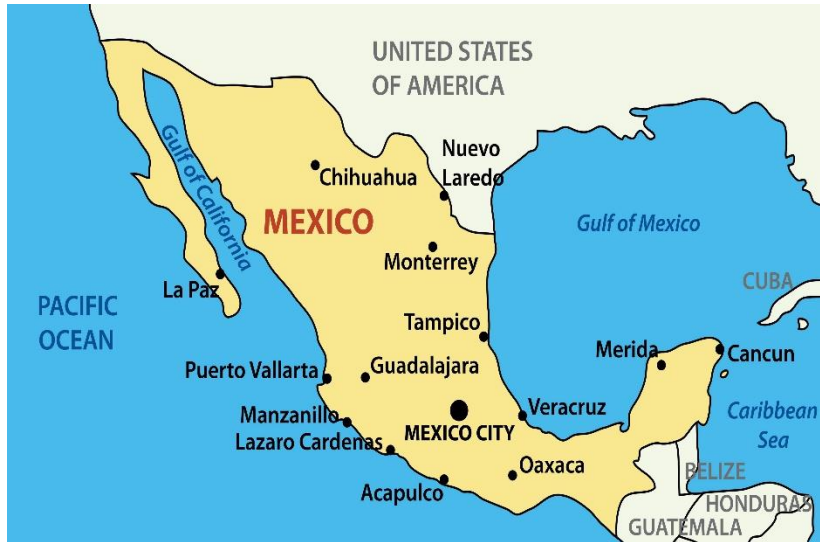 UNITED STATES
OF AMERICA
Nuevo
Laredo
Chihuahua
Gulf of California
MEXICO
Gulf of Mexico
Monterrey
La Paz
CUBA
PACIFIC
OCEAN
Tampico
Merida
Cancun
Puerto Vallarta
Guadalajara
Manzanillo
Veracruz
Caribbean
Sea
Lazaro Cardenas
MEXICO CITY
Oaxaca
BELIZE
Acapulco
HONDURAS
GUATEMALA